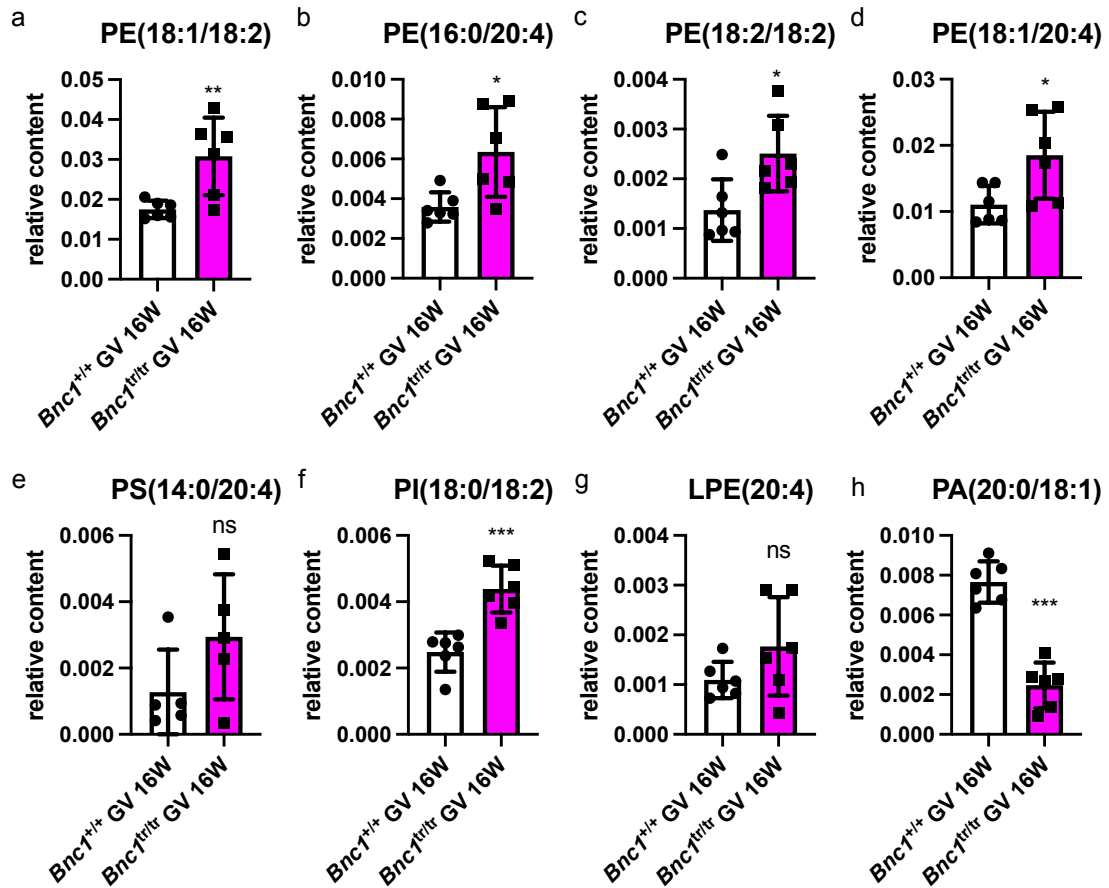 a PE(18:1/18:2)
relative content
0.05
0.04
0.03
0.02
0.01
0.00
**
Bnc1+/+ GV 16W
Bnc1tr/tr GV 16W
b PE(16:0/20:4)
relative content
0.010
0.008
0.006
0.004
0.002
0.000
*
Bnc1+/+ GV 16W
Bnc1tr/tr GV 16W
c PE(18:2/18:2)
relative content
0.004
0.003
0.002
0.001
0.000
*
Bnc1+/+ GV 16W
Bnc1tr/tr GV 16W
d PE(18:1/20:4)
relative content
0.03
0.02
0.01
0.00
*
Bnc1+/+ GV 16W
Bnc1tr/tr GV 16W
e PS(14:0/20:4)
relative content
0.006
0.004
0.002
0.000
ns
Bnc1+/+ GV 16W
Bnc1tr/tr GV 16W
f PI(18:0/18:2)
relative content
0.006
0.004
0.002
0.000
***
Bnc1+/+ GV 16W
Bnc1tr/tr GV 16W
g LPE(20:4)
relative content
0.004
0.003
0.002
0.001
0.000
ns
Bnc1+/+ GV 16W
Bnc1tr/tr GV 16W
h PA(20:0/18:1)
relative content
0.010
0.008
0.006
0.004
0.002
0.000
***
Bnc1+/+ GV 16W
Bnc1tr/tr GV 16W